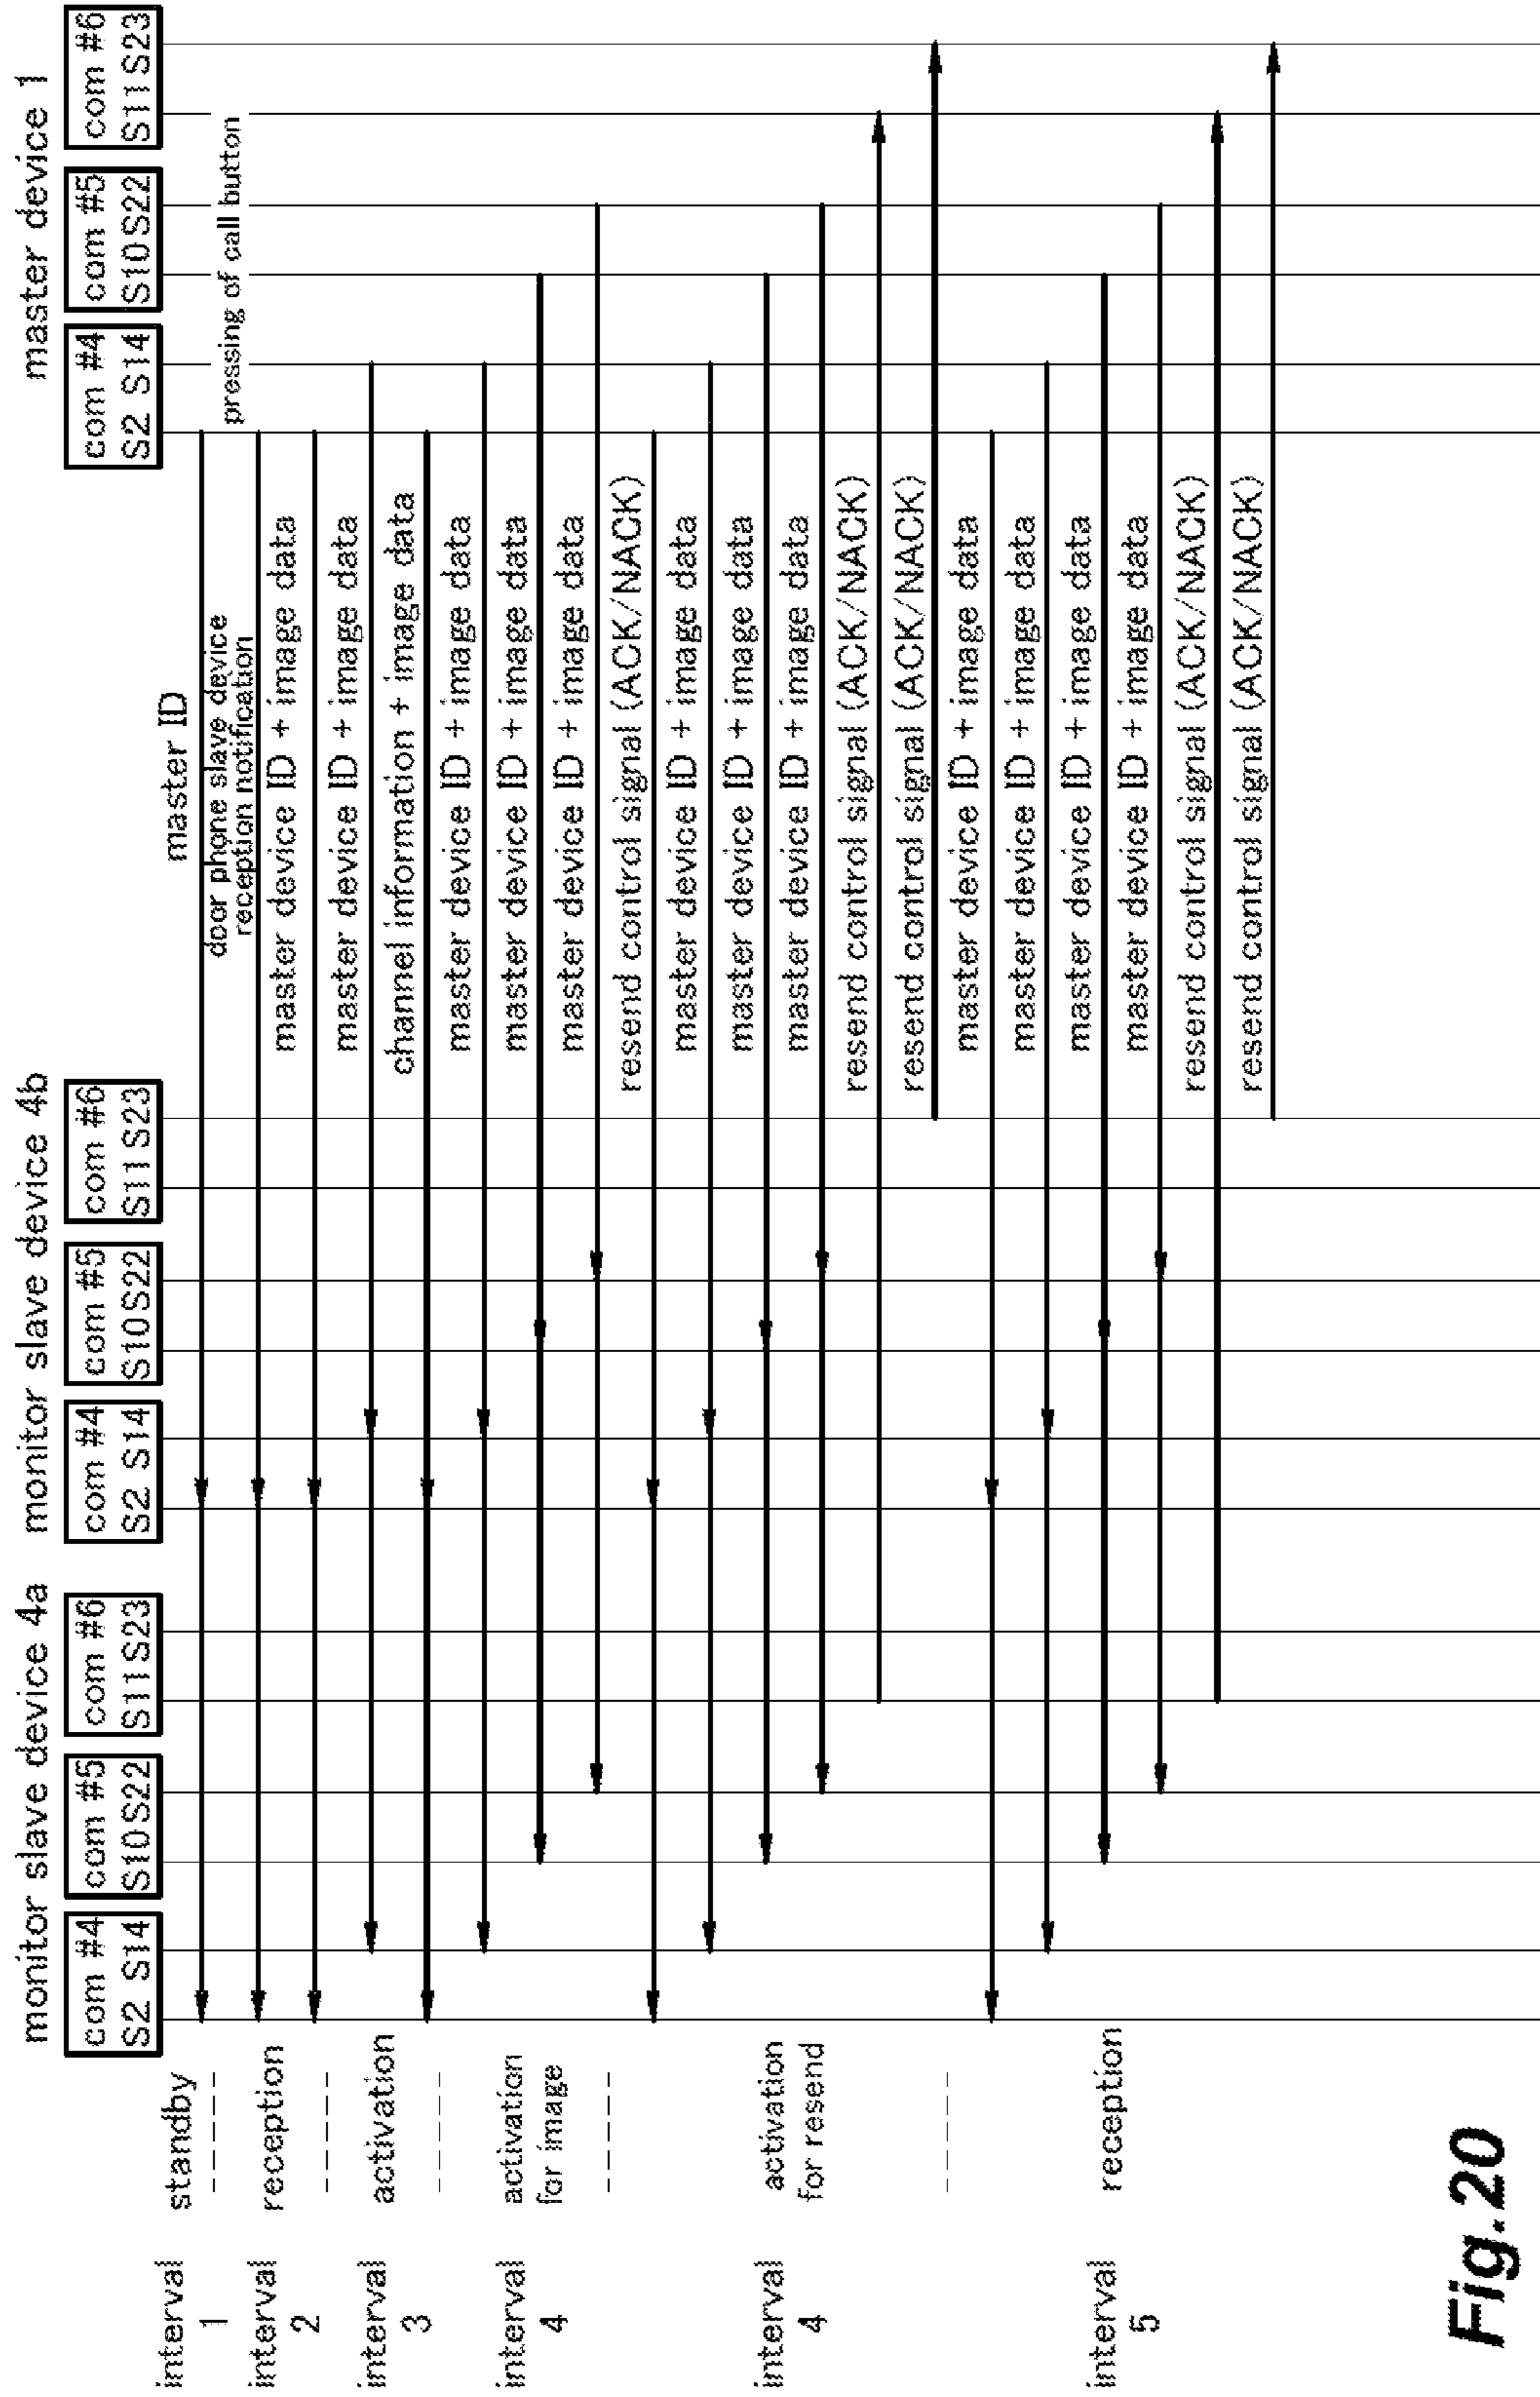 monitor slave device 4a
monitor slave device 4b
master device 1
com #4
com #5
com #6
com #4
com #5
com #6
com #4
com #5
com #6
S2 S14
S10 S22
S11 S23
S2 S14
S10 S22
S11 S23
S2 S14
S10 S22
S11 S23
interval
1
standby
master ID
door phone slave device
reception notification
pressing of call button
interval
2
reception
master device ID + image data
master device ID + image data
interval
3
activation
channel information + image data
master device ID + image data
interval
4
activation
for image
master device ID + image data
master device ID + image data
resend control signal (ACK/NACK)
master device ID + image data
interval
4
activation
for resend
master device ID + image data
master device ID + image data
resend control signal (ACK/NACK)
resend control signal (ACK/NACK)
master device ID + image data
master device ID + image data
interval
5
reception
master device ID + image data
master device ID + image data
resend control signal (ACK/NACK)
resend control signal (ACK/NACK)
Fig.20